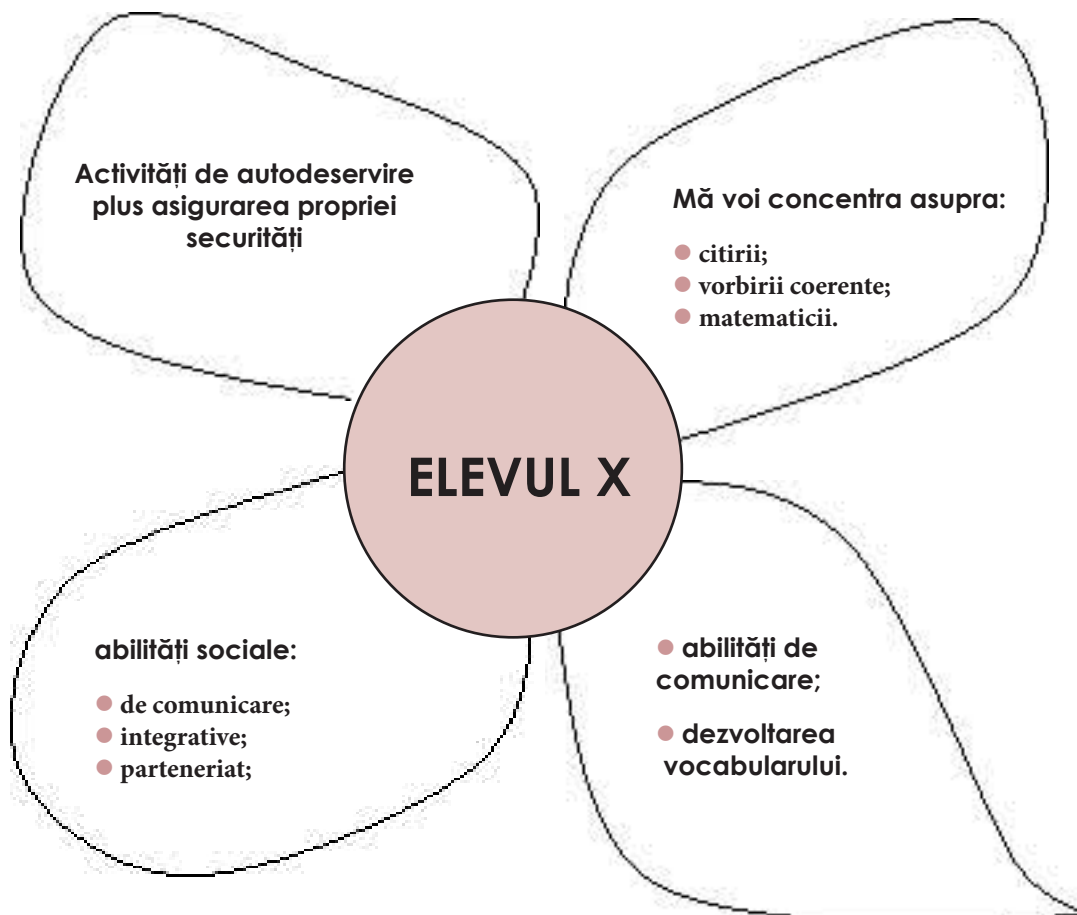 Activități de autodeservire
plus asigurarea propriei
securități
Mă voi concentra asupra:
● citirii;
● vorbirii coerente;
● matematicii.
ELEVUL X
abilități sociale:
● de comunicare;
● integrative;
● parteneriat;
● abilități de
comunicare;
● dezvoltarea
vocabularului.